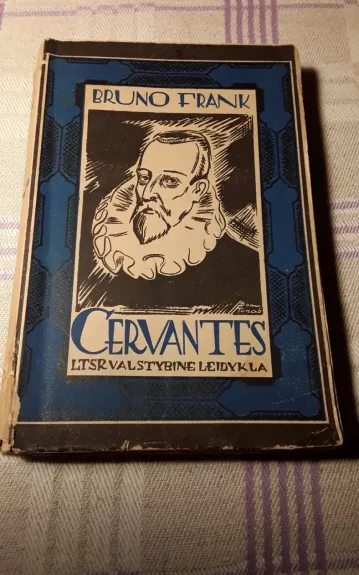 BRUNO FRANK
CERVANTES
LTSR VALSTYBINĖ LEIDYKLA